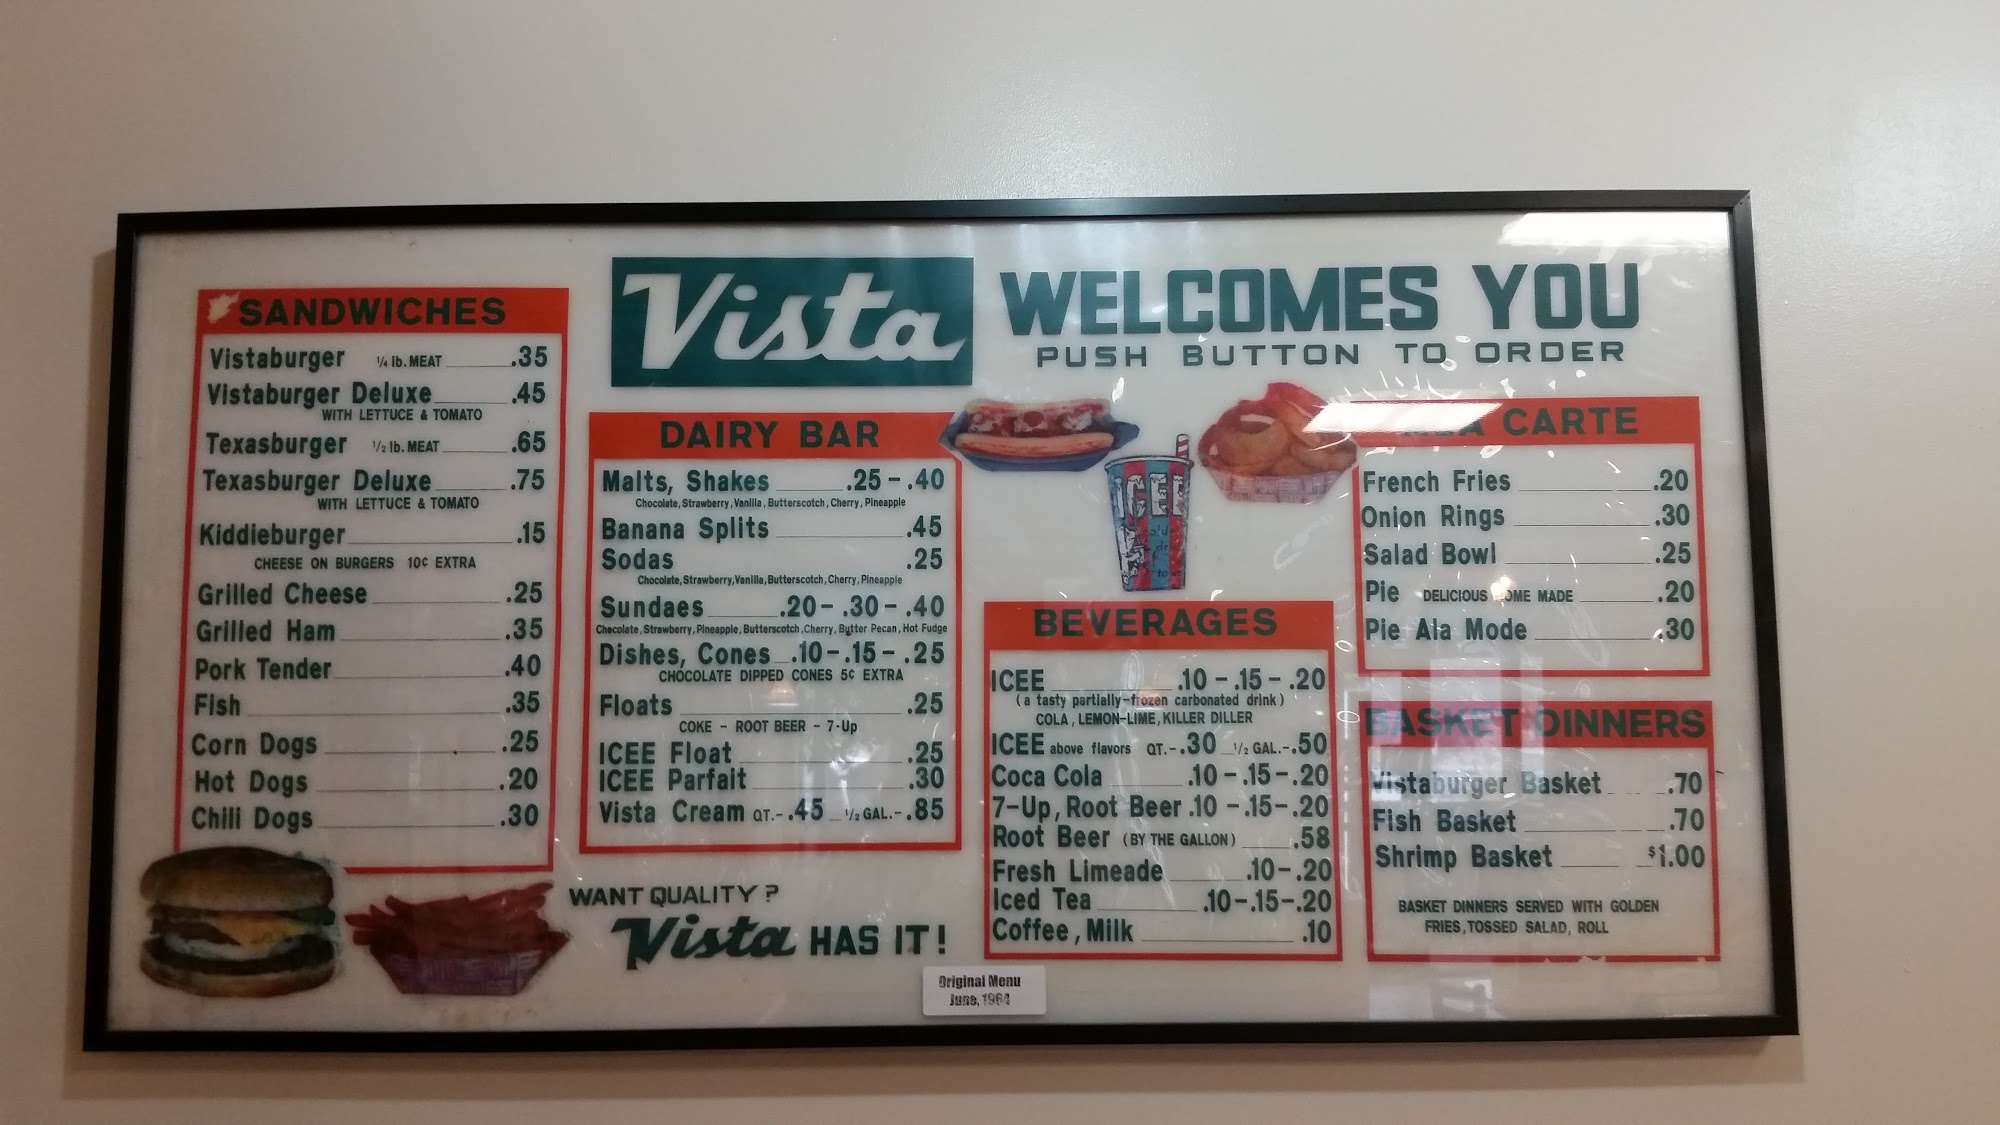 Vista WELCOMES YOU
PUSH BUTTON TO ORDER
SANDWICHES
Vistaburger 1/4 lb. MEAT .35
Vistaburger Deluxe .45
WITH LETTUCE & TOMATO
Texasburger 1/2 lb. MEAT .65
Texasburger Deluxe .75
WITH LETTUCE & TOMATO
Kiddieburger .15
CHEESE ON BURGERS 10¢ EXTRA
Grilled Cheese .25
Grilled Ham .35
Pork Tender .40
Fish .35
Corn Dogs .25
Hot Dogs .20
Chili Dogs .30
DAIRY BAR
Malts, Shakes .25 - .40
Chocolate, Strawberry, Vanilla, Butterscotch, Cherry, Pineapple
Banana Splits .45
Sodas .25
Chocolate, Strawberry, Vanilla, Butterscotch, Cherry, Pineapple
Sundaes .20 - .30 - .40
Chocolate, Strawberry, Pineapple, Butterscotch, Cherry, Butter Pecan, Hot Fudge
Dishes, Cones .10 - .15 - .25
CHOCOLATE DIPPED CONES 5¢ EXTRA
Floats .25
COKE - ROOT BEER - 7-Up
ICEE Float .25
ICEE Parfait .30
Vista Cream QT.- .45 1/2 GAL.- .85
WANT QUALITY?
Vista HAS IT!
ICEE
BEVERAGES
ICEE .10 - .15 - .20
(a tasty partially-frozen carbonated drink)
COLA, LEMON-LIME, KILLER DILLER
ICEE above flavors QT.- .30 1/2 GAL.- .50
Coca Cola .10 - .15 - .20
7-Up, Root Beer .10 - .15 - .20
Root Beer (BY THE GALLON) .58
Fresh Limeade .10 - .20
Iced Tea .10 - .15 - .20
Coffee, Milk .10
CARTE
French Fries .20
Onion Rings .30
Salad Bowl .25
Pie DELICIOUS HOME MADE .20
Pie Ala Mode .30
BASKET DINNERS
Vistaburger Basket .70
Fish Basket .70
Shrimp Basket $1.00
BASKET DINNERS SERVED WITH GOLDEN
FRIES, TOSSED SALAD, ROLL
Original Menu
June, 1964